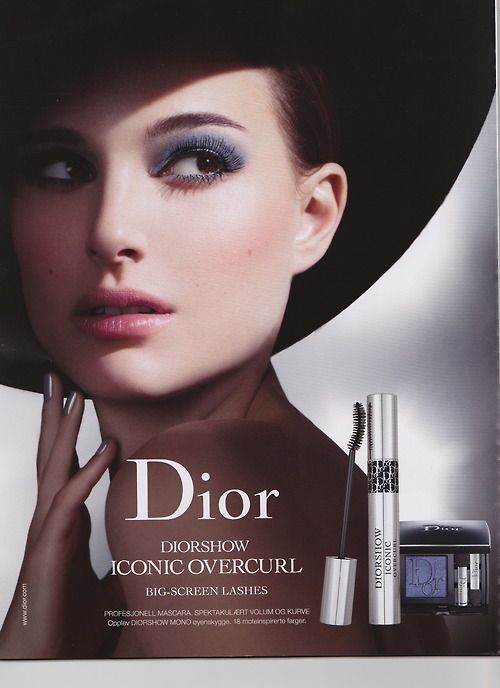 Dior
DIORSHOW
ICONIC OVERCURL
BIG-SCREEN LASHES
PROFESJONELL MASCARA. SPEKTAKULÆRT VOLUM OG KURVE
Opplev DIORSHOW MONO øyenskygge. 18 moteinspirerte farger.
www.dior.com
DIORSHOW
ICONIC
OVERCURL
Dior
Dior